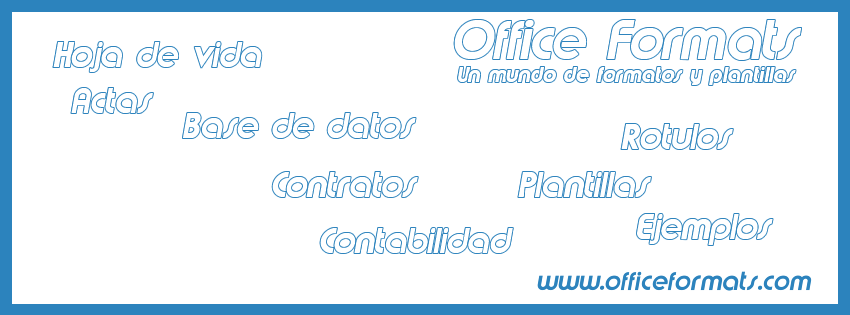 Office Formats
Un mundo de formatos y plantillas
Hoja de vida
Actas
Base de datos
Rotulos
Contratos
Plantillas
Ejemplos
Contabilidad
www.officeformats.com